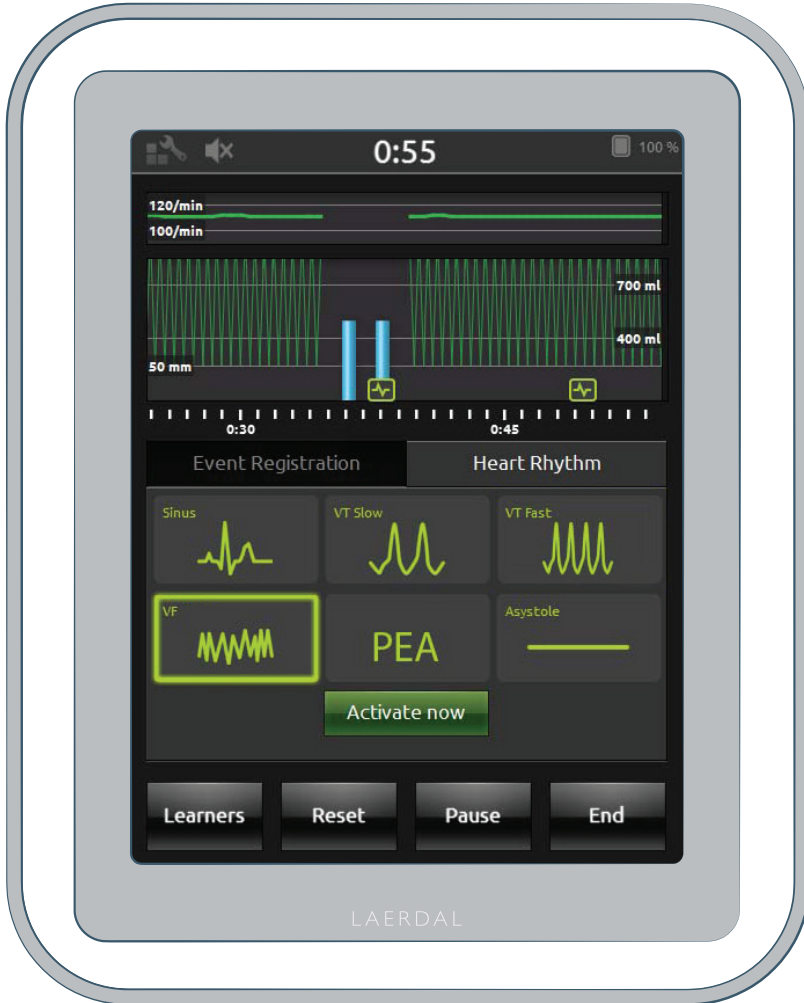 0:55
100 %
120/min
100/min
700 ml
400 ml
50 mm
0:30 0:45
Event Registration Heart Rhythm
Sinus VT Slow VT Fast
VF PEA Asystole
Activate now
Learners Reset Pause End
LAERDAL